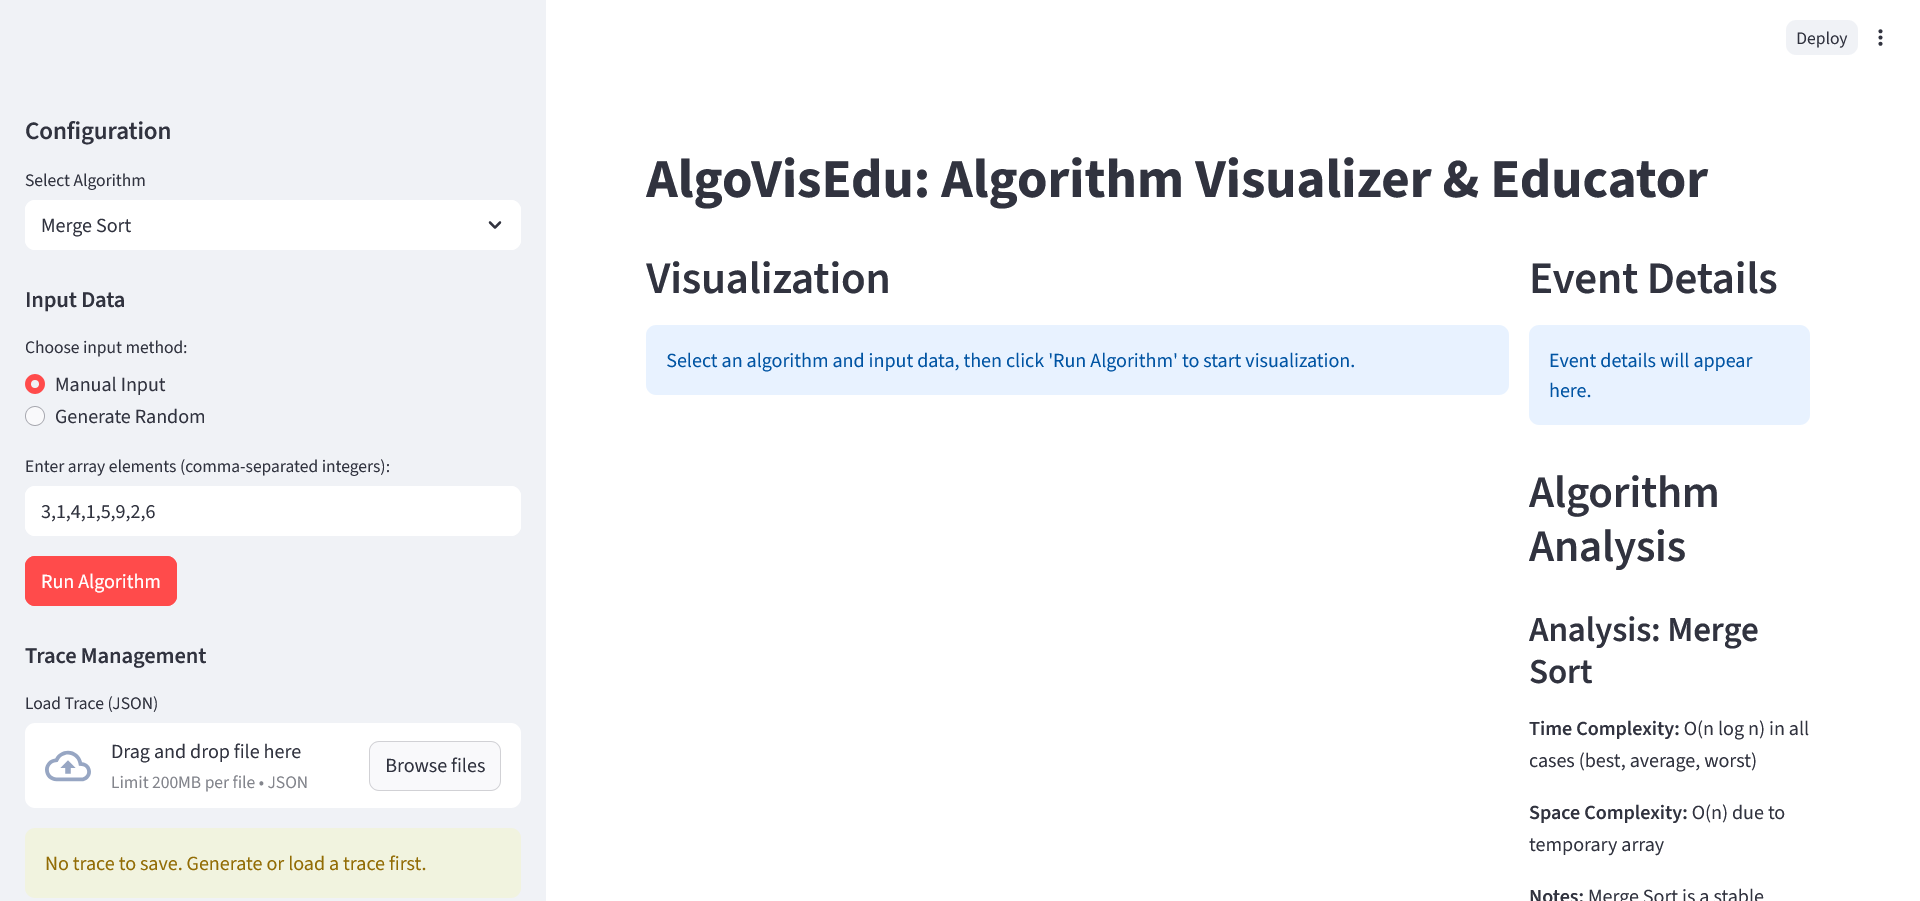 Deploy
Configuration
Select Algorithm
Merge Sort
Input Data
Choose input method:
Manual Input
Generate Random
Enter array elements (comma-separated integers):
3,1,4,1,5,9,2,6
Run Algorithm
Trace Management
Load Trace (JSON)
Drag and drop file here
Limit 200MB per file • JSON
Browse files
No trace to save. Generate or load a trace first.
AlgoVisEdu: Algorithm Visualizer & Educator
Visualization
Select an algorithm and input data, then click 'Run Algorithm' to start visualization.
Event Details
Event details will appear
here.
Algorithm
Analysis
Analysis: Merge
Sort
Time Complexity: O(n log n) in all
cases (best, average, worst)
Space Complexity: O(n) due to
temporary array
Notes: Merge Sort is a stable